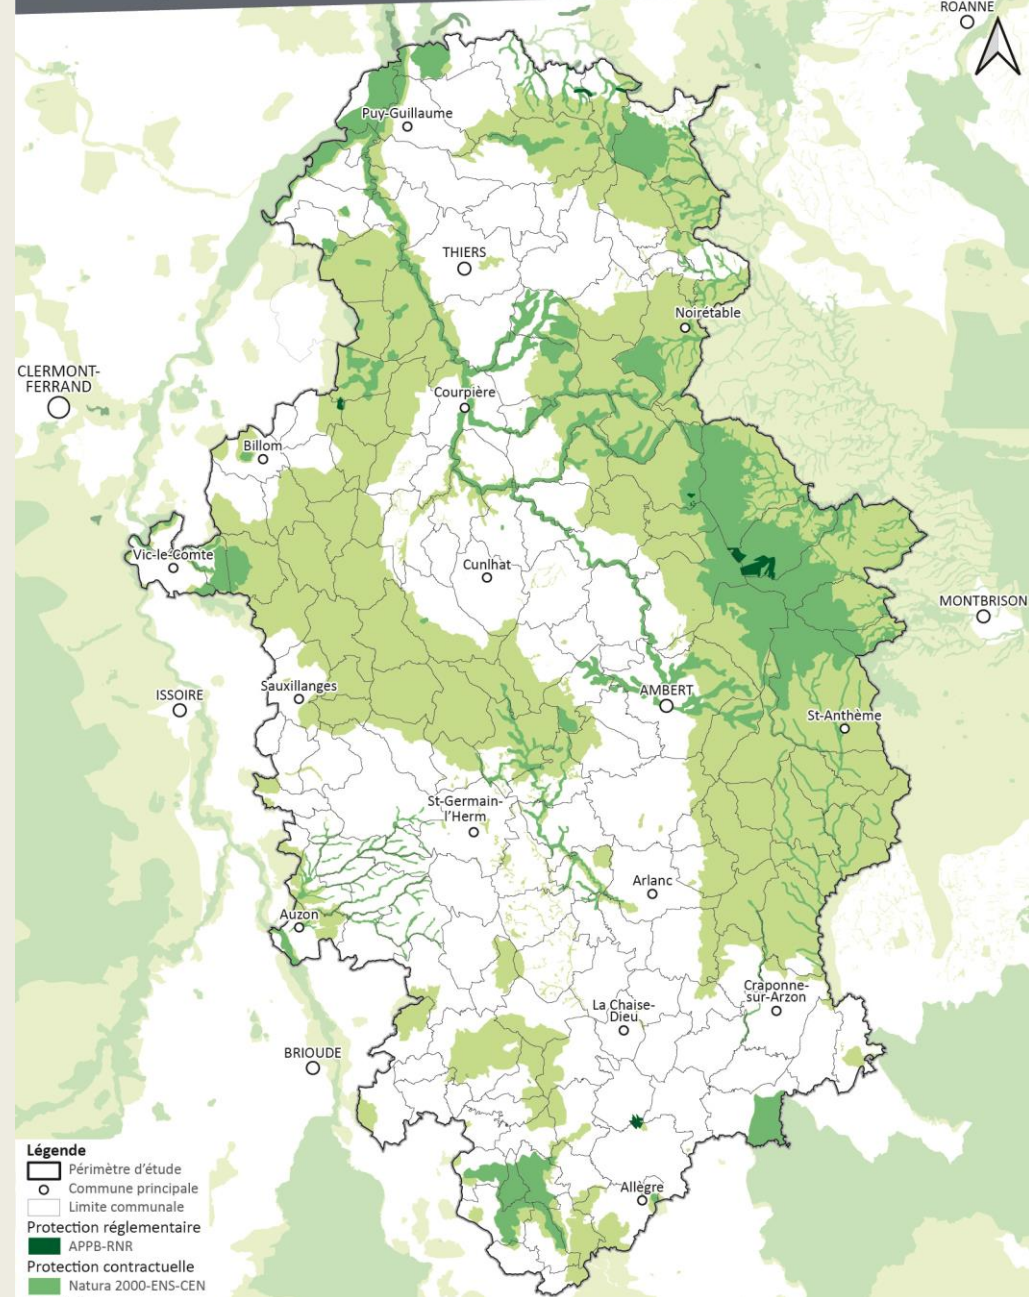 ROANNE
Puy-Guillaume
THIERS
Noirétable
CLERMONT-
FERRAND
Courpière
Billom
Vic-le-Comte
Cunlhat
MONTBRISON
ISSOIRE
Sauxillanges
AMBERT
St-Anthème
St-Germain-
l'Herm
Arlanc
Auzon
Craponne-
sur-Arzon
La Chaise-
Dieu
BRIOUDE
Allègre
Légende
Périmètre d'étude
Commune principale
Limite communale
Protection réglementaire
APPB-RNR
Protection contractuelle
Natura 2000-ENS-CEN